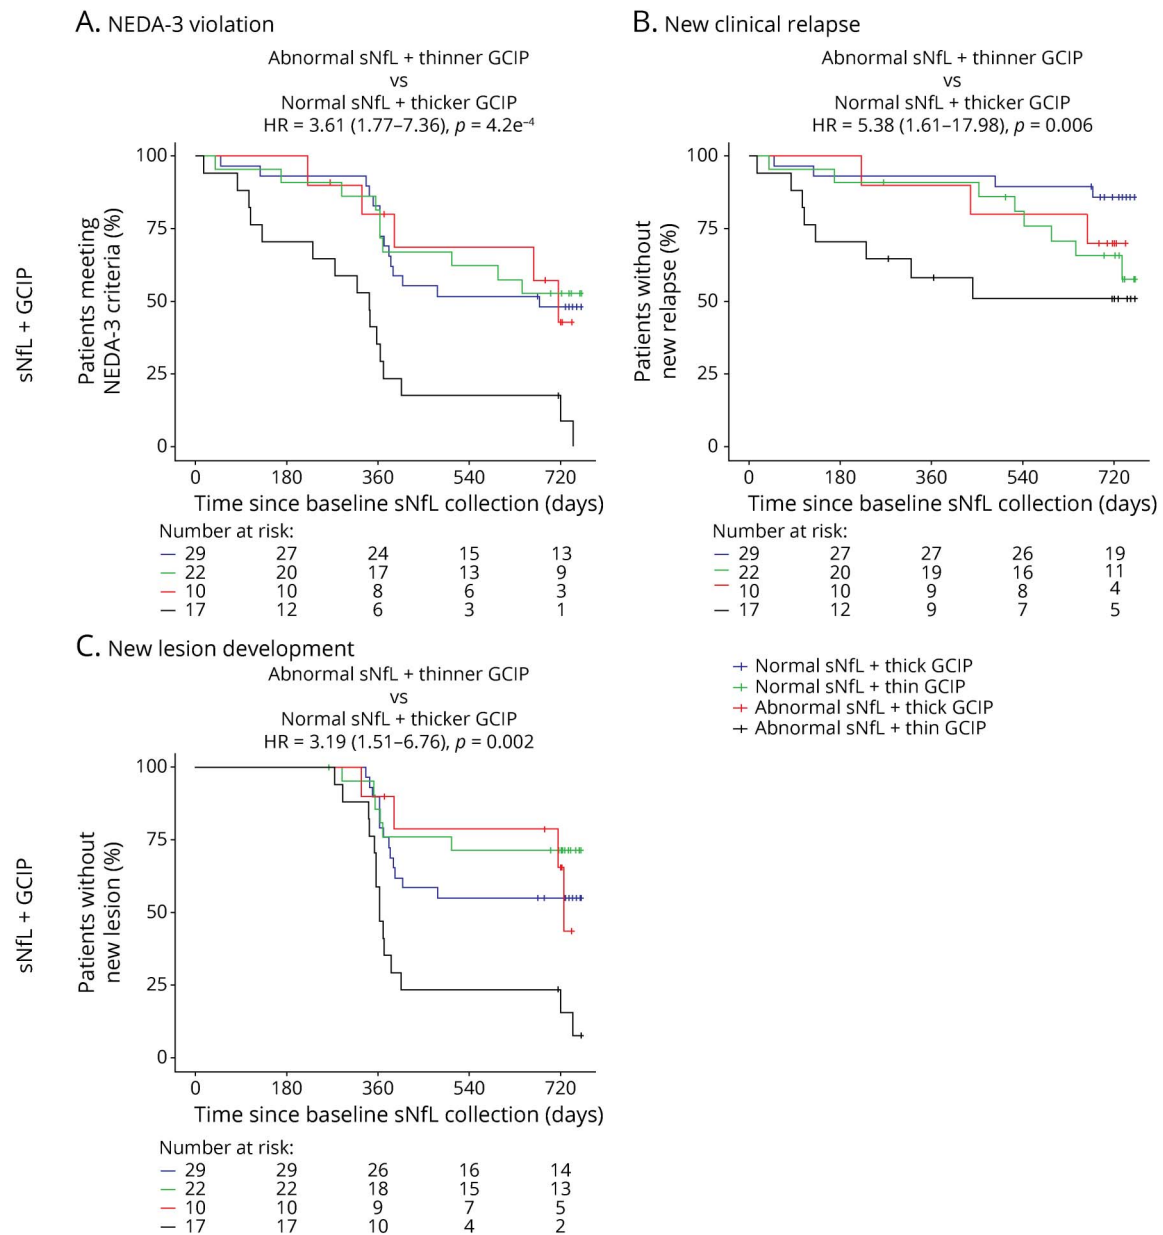 A. NEDA-3 violation
Abnormal sNfL + thinner GCIP
vs
Normal sNfL + thicker GCIP
HR = 3.61 (1.77–7.36), p = 4.2e⁻⁴
sNfL + GCIP
Patients meeting
NEDA-3 criteria (%)
100
75
50
25
0
0 180 360 540 720
Time since baseline sNfL collection (days)
Number at risk:
29 27 24 15 13
22 20 17 13 9
10 10 8 6 3
17 12 6 3 1
B. New clinical relapse
Abnormal sNfL + thinner GCIP
vs
Normal sNfL + thicker GCIP
HR = 5.38 (1.61–17.98), p = 0.006
Patients without
new relapse (%)
100
75
50
25
0
0 180 360 540 720
Time since baseline sNfL collection (days)
Number at risk:
29 27 27 26 19
22 20 19 16 11
10 10 9 8 4
17 12 9 7 5
C. New lesion development
Abnormal sNfL + thinner GCIP
vs
Normal sNfL + thicker GCIP
HR = 3.19 (1.51–6.76), p = 0.002
sNfL + GCIP
Patients without
new lesion (%)
100
75
50
25
0
0 180 360 540 720
Time since baseline sNfL collection (days)
Number at risk:
29 29 26 16 14
22 22 18 15 13
10 10 9 7 5
17 17 10 4 2
Normal sNfL + thick GCIP
Normal sNfL + thin GCIP
Abnormal sNfL + thick GCIP
Abnormal sNfL + thin GCIP